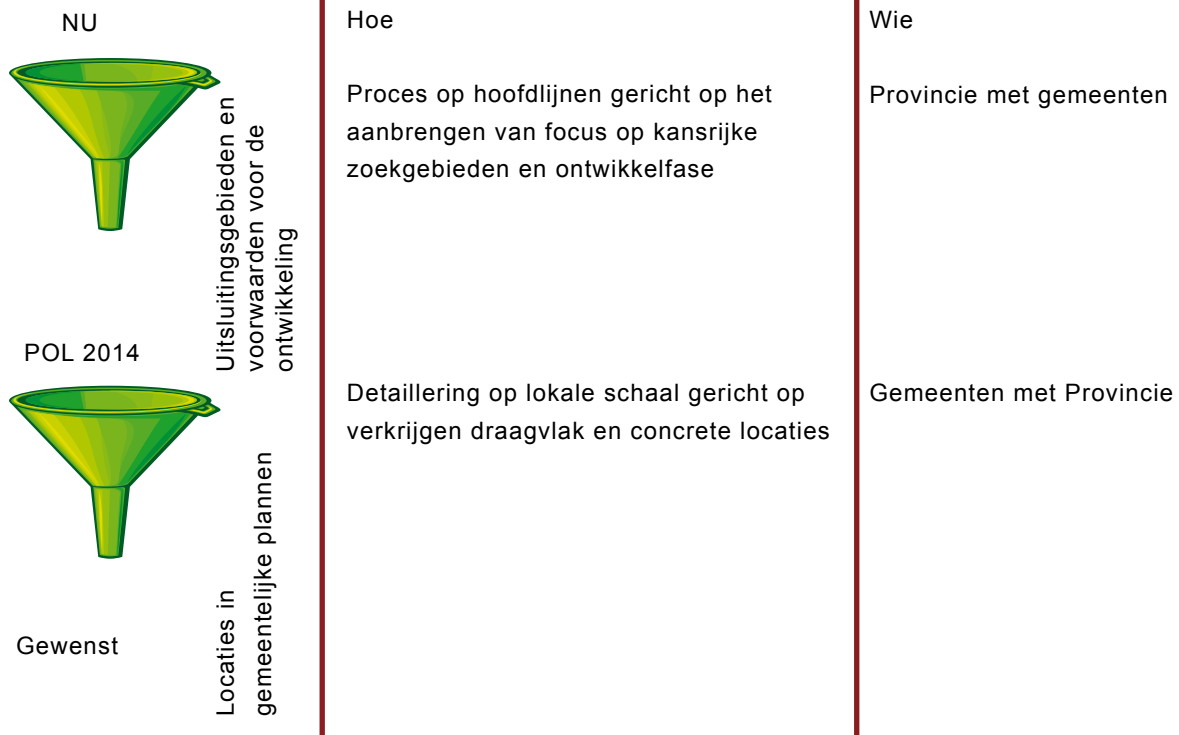 NU
Uitsluitingsgebieden en
voorwaarden voor de
ontwikkeling
POL 2014
Locaties in
gemeentelijke plannen
Gewenst
Hoe
Proces op hoofdlijnen gericht op het
aanbrengen van focus op kansrijke
zoekgebieden en ontwikkelfase
Detaillering op lokale schaal gericht op
verkrijgen draagvlak en concrete locaties
Wie
Provincie met gemeenten
Gemeenten met Provincie